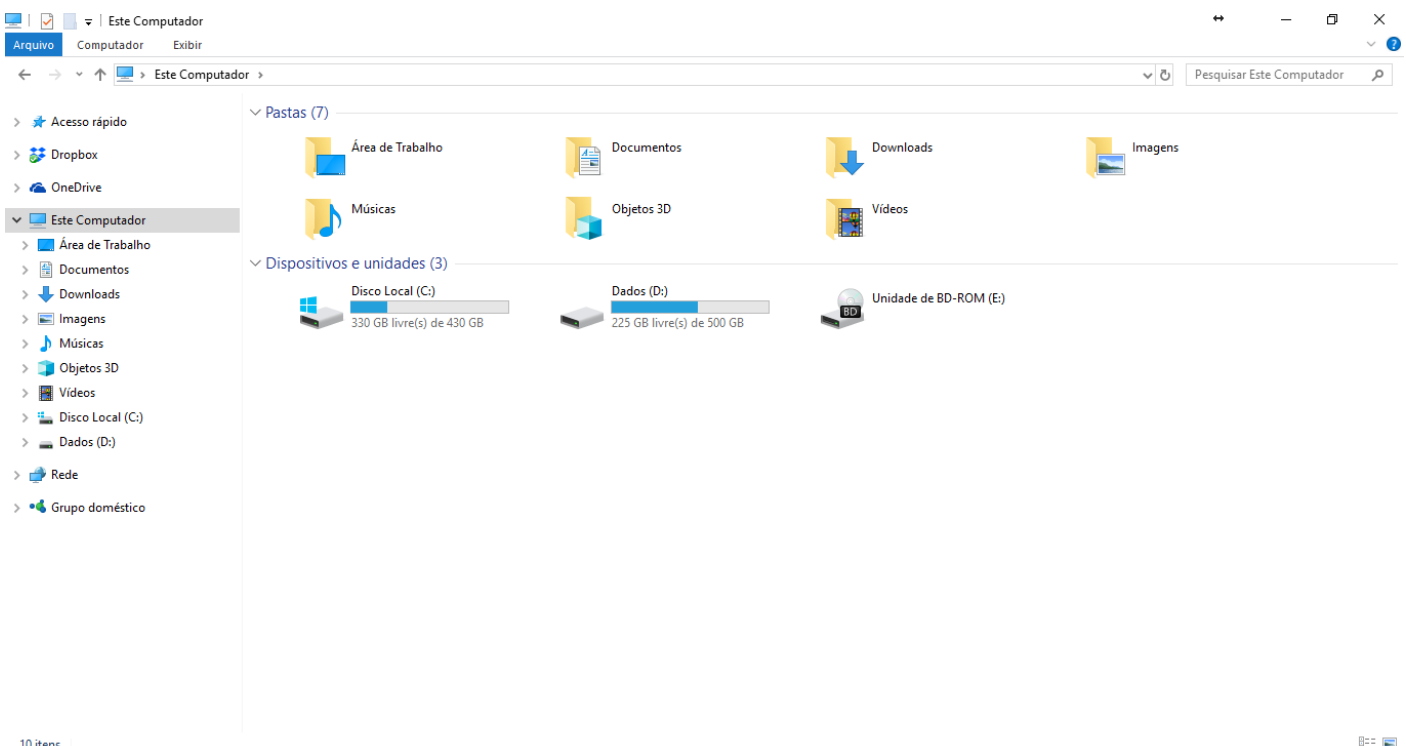 Este Computador
Arquivo Computador Exibir
Este Computador
Pesquisar Este Computador
Acesso rápido
Dropbox
OneDrive
Este Computador
Área de Trabalho
Documentos
Downloads
Imagens
Músicas
Objetos 3D
Vídeos
Disco Local (C:)
Dados (D:)
Rede
Grupo doméstico
Pastas (7)
Área de Trabalho
Documentos
Downloads
Imagens
Músicas
Objetos 3D
Vídeos
Dispositivos e unidades (3)
Disco Local (C:)
330 GB livre(s) de 430 GB
Dados (D:)
225 GB livre(s) de 500 GB
BD
Unidade de BD-ROM (E:)
10 itens